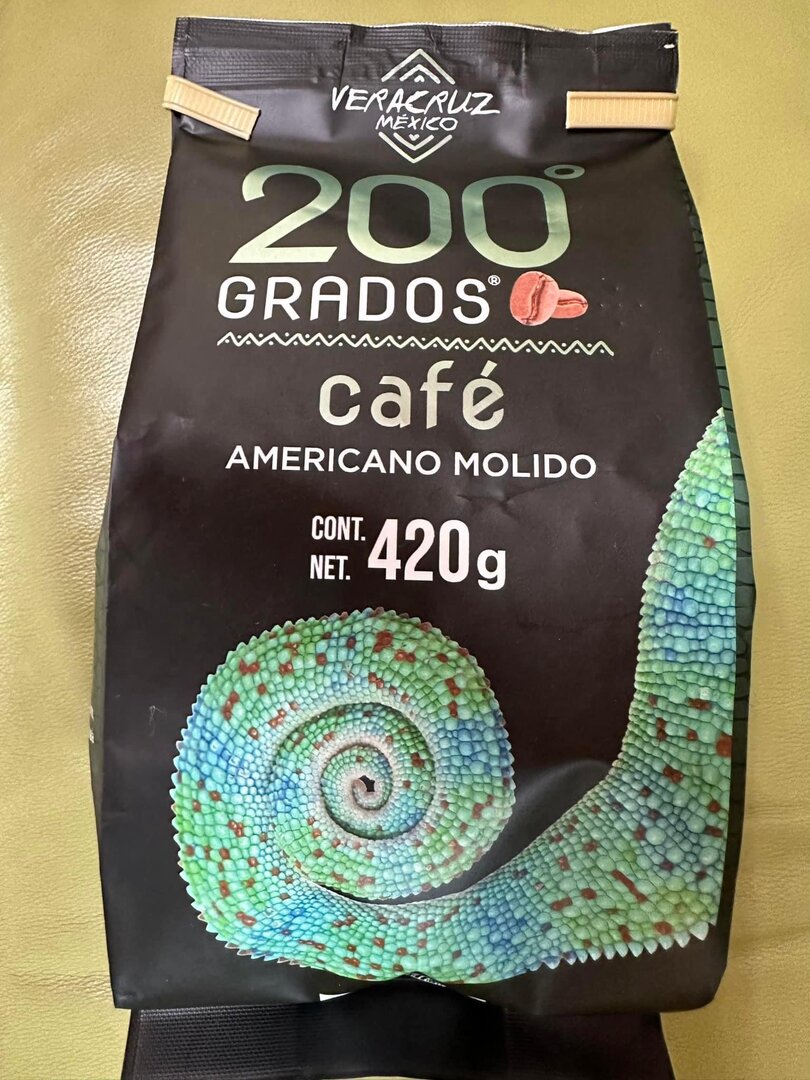 VERACRUZ
MÉXICO
200°
GRADOS®
café
AMERICANO MOLIDO
CONT.
NET. 420g